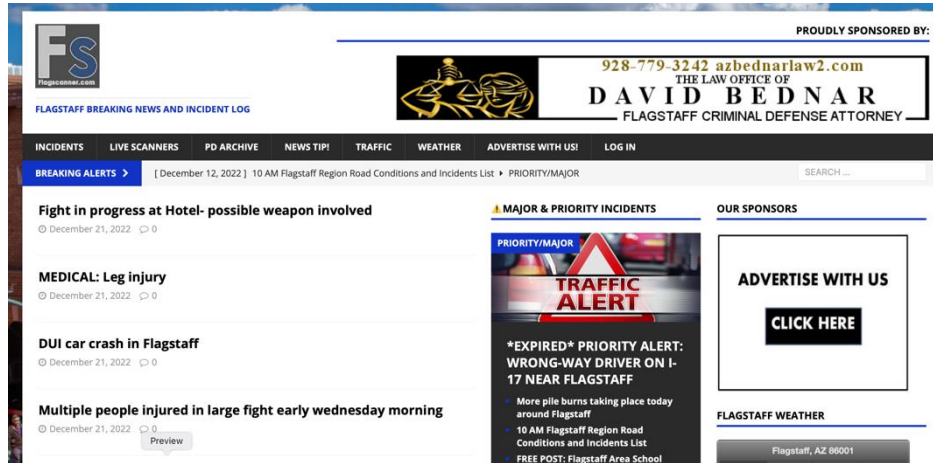 PROUDLY SPONSORED BY:
FS
Flagscanner.com
FLAGSTAFF BREAKING NEWS AND INCIDENT LOG
928-779-3242 azbednarlaw2.com
THE LAW OFFICE OF
DAVID BEDNAR
FLAGSTAFF CRIMINAL DEFENSE ATTORNEY
INCIDENTS LIVE SCANNERS PD ARCHIVE NEWS TIP! TRAFFIC WEATHER ADVERTISE WITH US! LOG IN
BREAKING ALERTS [ December 12, 2022 ] 10 AM Flagstaff Region Road Conditions and Incidents List PRIORITY/MAJOR SEARCH ...
Fight in progress at Hotel- possible weapon involved
December 21, 2022 0
MEDICAL: Leg injury
December 21, 2022 0
DUI car crash in Flagstaff
December 21, 2022 0
Multiple people injured in large fight early wednesday morning
December 21, 2022 0
Preview
MAJOR & PRIORITY INCIDENTS
PRIORITY/MAJOR
TRAFFIC
ALERT
*EXPIRED* PRIORITY ALERT:
WRONG-WAY DRIVER ON I-
17 NEAR FLAGSTAFF
More pile burns taking place today
around Flagstaff
10 AM Flagstaff Region Road
Conditions and Incidents List
FREE POST: Flagstaff Area School
OUR SPONSORS
ADVERTISE WITH US
CLICK HERE
FLAGSTAFF WEATHER
Flagstaff, AZ 86001